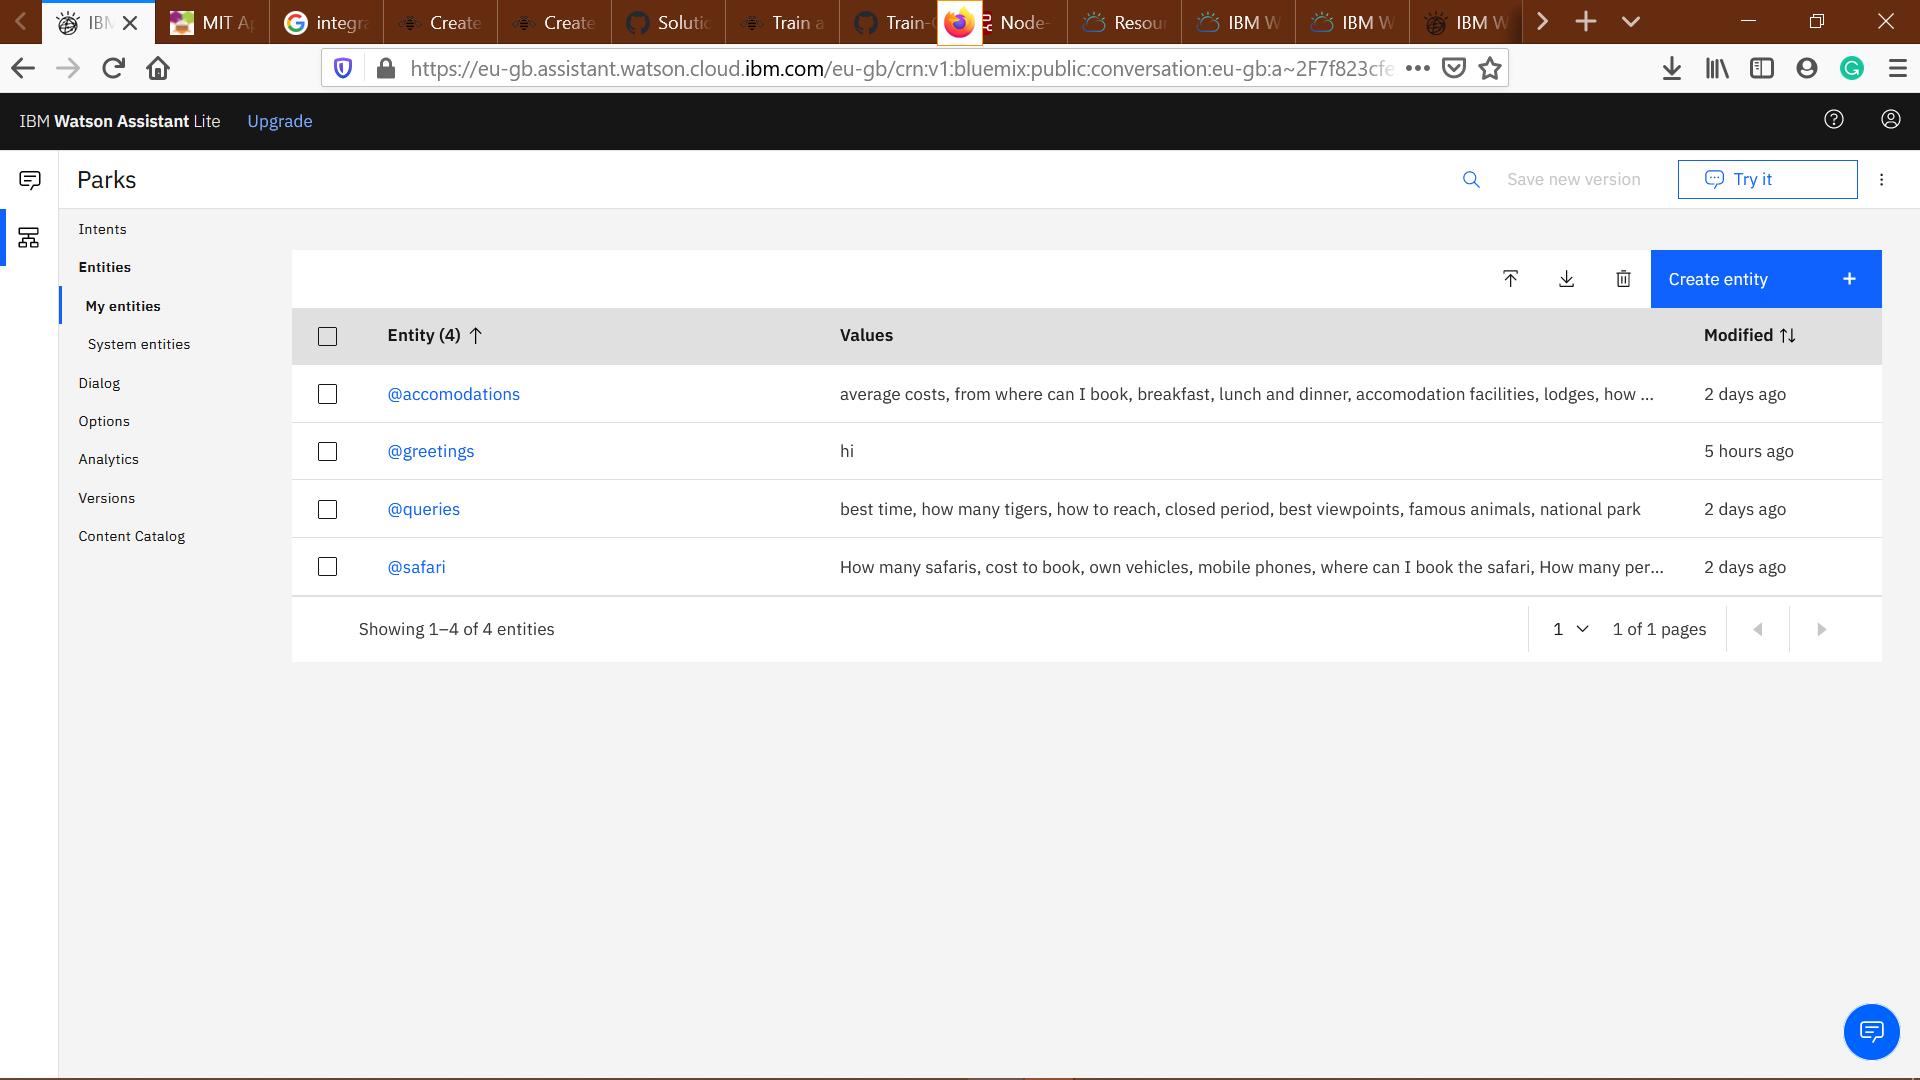 IBM
MIT Ap
integra
Create
Create
Solutio
Train a
Train-
Node-
Resour
IBM W
IBM W
IBM W
https://eu-gb.assistant.watson.cloud.ibm.com/eu-gb/crn:v1:bluemix:public:conversation:eu-gb:a~2F7f823cfe
IBM Watson Assistant Lite Upgrade
Parks
Save new version
Try it
Intents
Entities
My entities
System entities
Dialog
Options
Analytics
Versions
Content Catalog
Create entity +
Entity (4) Values Modified
@accomodations average costs, from where can I book, breakfast, lunch and dinner, accomodation facilities, lodges, how ... 2 days ago
@greetings hi 5 hours ago
@queries best time, how many tigers, how to reach, closed period, best viewpoints, famous animals, national park 2 days ago
@safari How many safaris, cost to book, own vehicles, mobile phones, where can I book the safari, How many per... 2 days ago
Showing 1–4 of 4 entities 1 1 of 1 pages